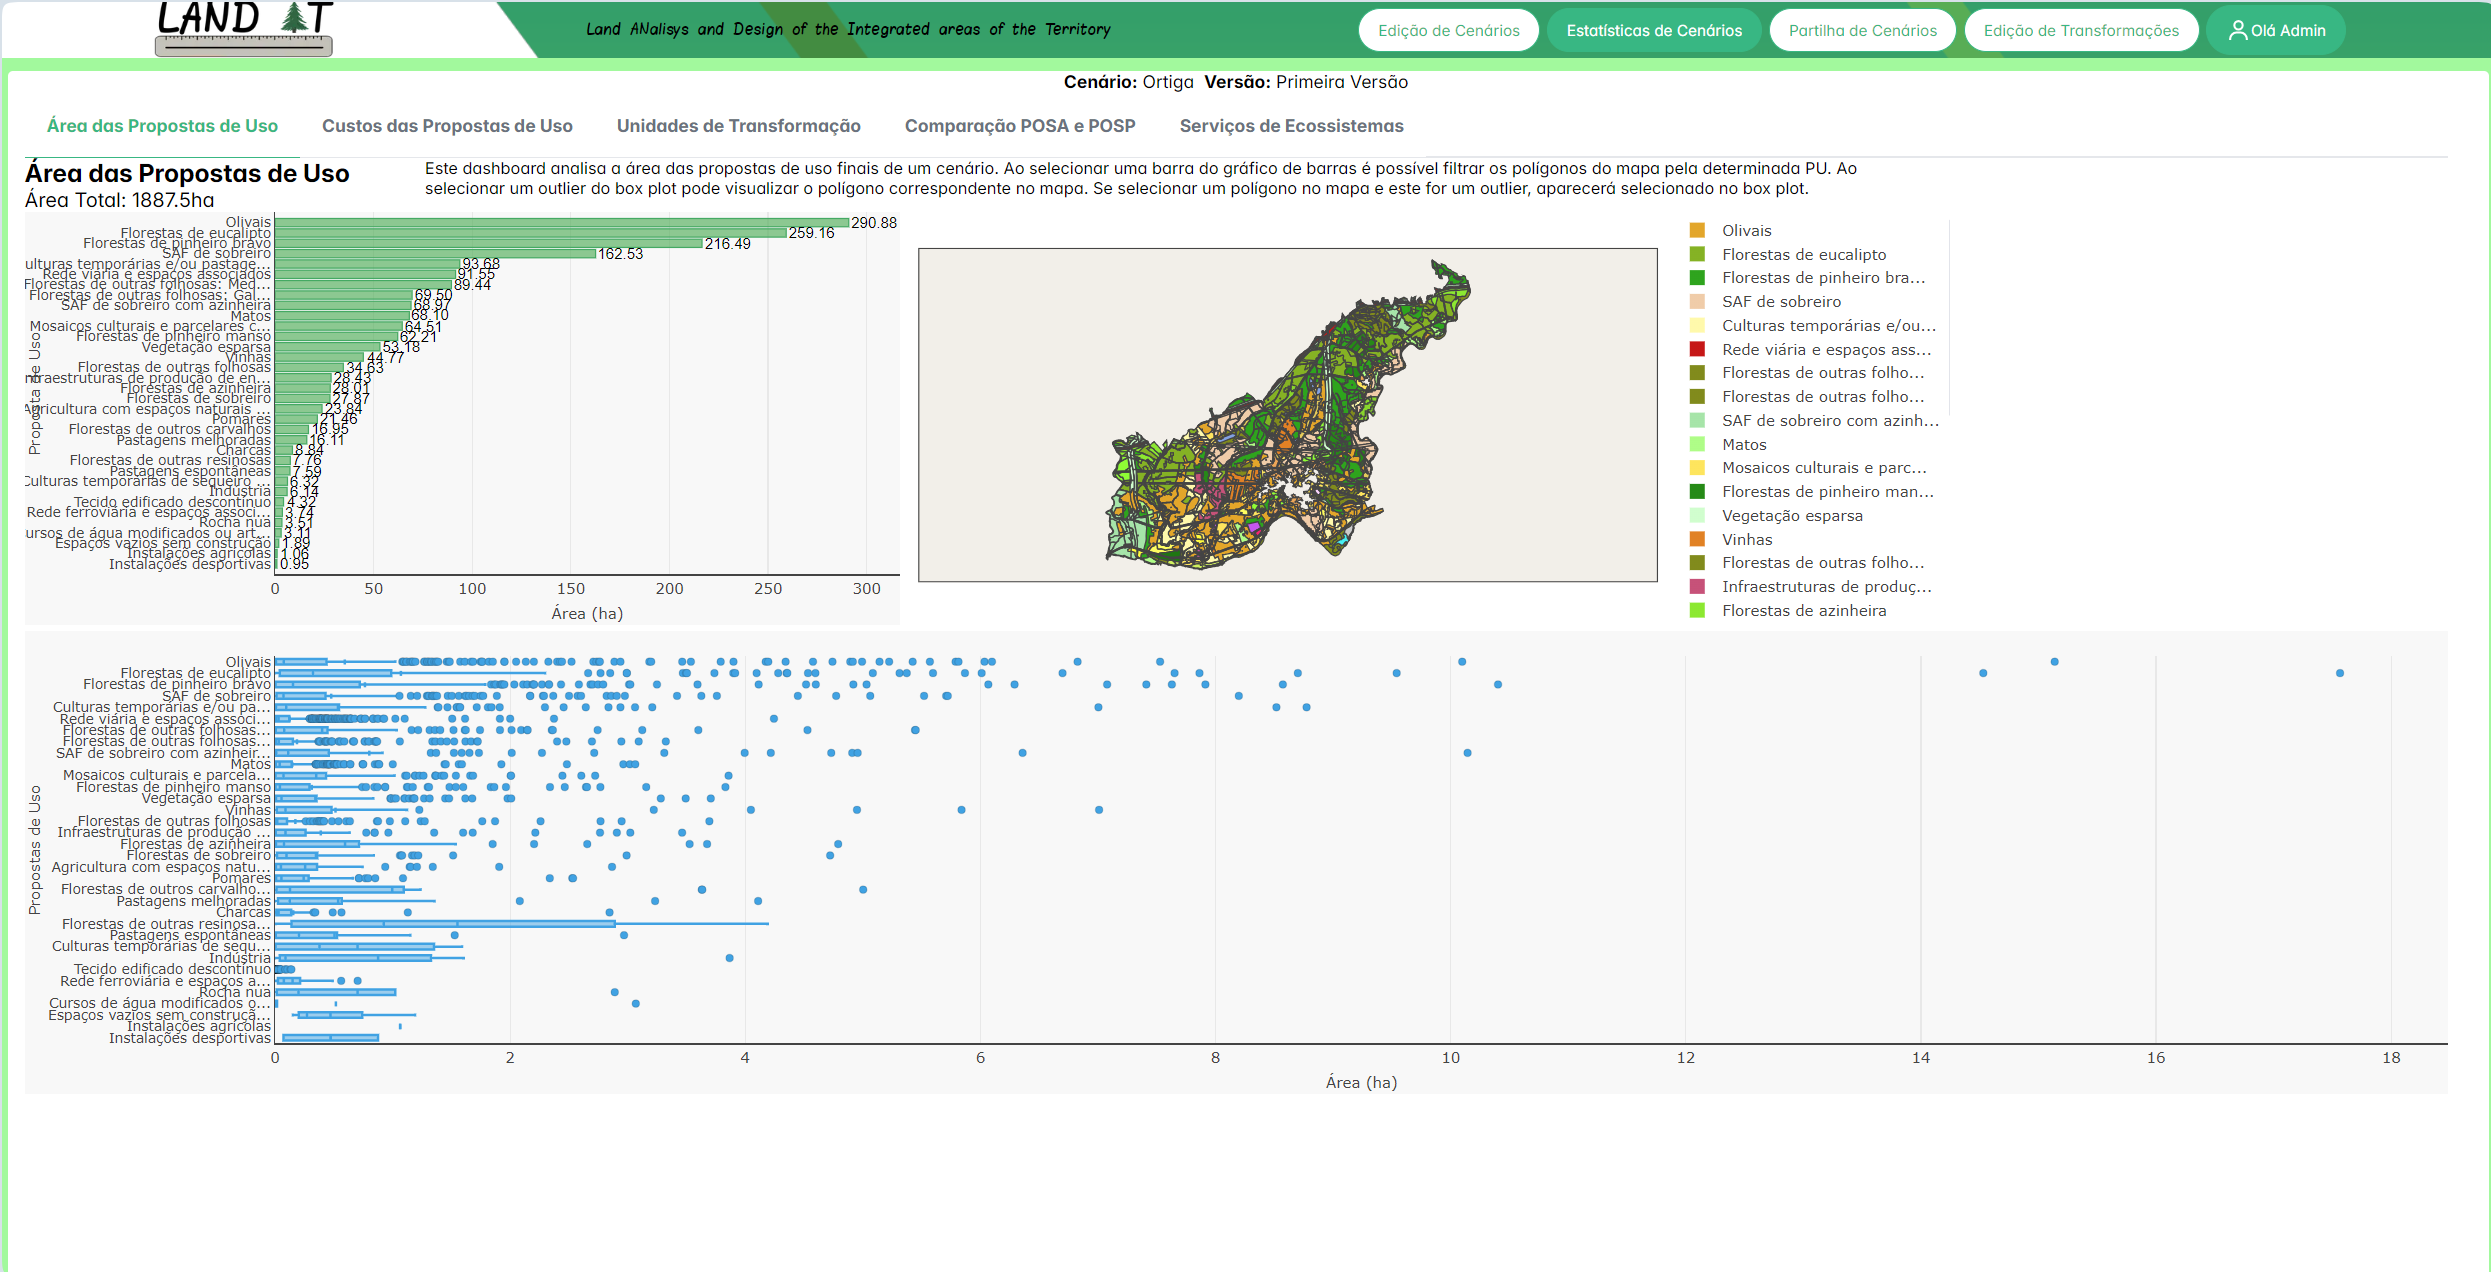 LAND T
Land ANalisys and Design of the Integrated areas of the Territory
Edição de Cenários
Estatísticas de Cenários
Partilha de Cenários
Edição de Transformações
Olá Admin
Cenário: Ortiga Versão: Primeira Versão
Área das Propostas de Uso
Custos das Propostas de Uso
Unidades de Transformação
Comparação POSA e POSP
Serviços de Ecossistemas
Área das Propostas de Uso
Área Total: 1887.5ha
Este dashboard analisa a área das propostas de uso finais de um cenário. Ao selecionar uma barra do gráfico de barras é possível filtrar os polígonos do mapa pela determinada PU. Ao
selecionar um outlier do box plot pode visualizar o polígono correspondente no mapa. Se selecionar um polígono no mapa e este for um outlier, aparecerá selecionado no box plot.
Proposta de Uso
Olivais 290.88
Florestas de eucalipto 259.16
Florestas de pinheiro bravo 216.49
SAF de sobreiro 162.53
ulturas temporárias e/ou pastage... 93.68
Rede viária e espaços associados 91.55
Florestas de outras folhosas: Med... 89.44
Florestas de outras folhosas: Gal... 69.50
SAF de sobreiro com azinheira 68.97
Matos 68.10
Mosaicos culturais e parcelares c... 64.51
Florestas de pinheiro manso 62.21
Vegetação esparsa 53.18
Vinhas 44.77
Florestas de outras folhosas 34.63
nfraestruturas de produção de en... 28.43
Florestas de azinheira 28.01
Florestas de sobreiro 27.87
Agricultura com espaços naturais ... 23.84
Pomares 21.46
Florestas de outros carvalhos 16.95
Pastagens melhoradas 16.11
Charcas 8.84
Florestas de outras resinosas 7.76
Pastagens espontâneas 7.59
Culturas temporárias de sequeiro ... 6.32
Indústria 6.14
Tecido edificado descontínuo 4.32
Rede ferroviária e espaços associ... 3.74
Rocha nua 3.51
ursos de água modificados ou art... 3.11
Espaços vazios sem construção 1.89
Instalações agrícolas 1.06
Instalações desportivas 0.95
0 50 100 150 200 250 300
Área (ha)
Olivais
Florestas de eucalipto
Florestas de pinheiro bra...
SAF de sobreiro
Culturas temporárias e/ou...
Rede viária e espaços ass...
Florestas de outras folho...
Florestas de outras folho...
SAF de sobreiro com azinh...
Matos
Mosaicos culturais e parc...
Florestas de pinheiro man...
Vegetação esparsa
Vinhas
Florestas de outras folho...
Infraestruturas de produç...
Florestas de azinheira
Propostas de Uso
Olivais
Florestas de eucalipto
Florestas de pinheiro bravo
SAF de sobreiro
Culturas temporárias e/ou pa...
Rede viária e espaços associ...
Florestas de outras folhosas...
Florestas de outras folhosas...
SAF de sobreiro com azinheir...
Matos
Mosaicos culturais e parcela...
Florestas de pinheiro manso
Vegetação esparsa
Vinhas
Florestas de outras folhosas
Infraestruturas de produção ...
Florestas de azinheira
Florestas de sobreiro
Agricultura com espaços natu...
Pomares
Florestas de outros carvalho...
Pastagens melhoradas
Charcas
Florestas de outras resinosa...
Pastagens espontâneas
Culturas temporárias de sequ...
Indústria
Tecido edificado descontínuo
Rede ferroviária e espaços a...
Rocha nua
Cursos de água modificados o...
Espaços vazios sem construçã...
Instalações agrícolas
Instalações desportivas
0 2 4 6 8 10 12 14 16 18
Área (ha)